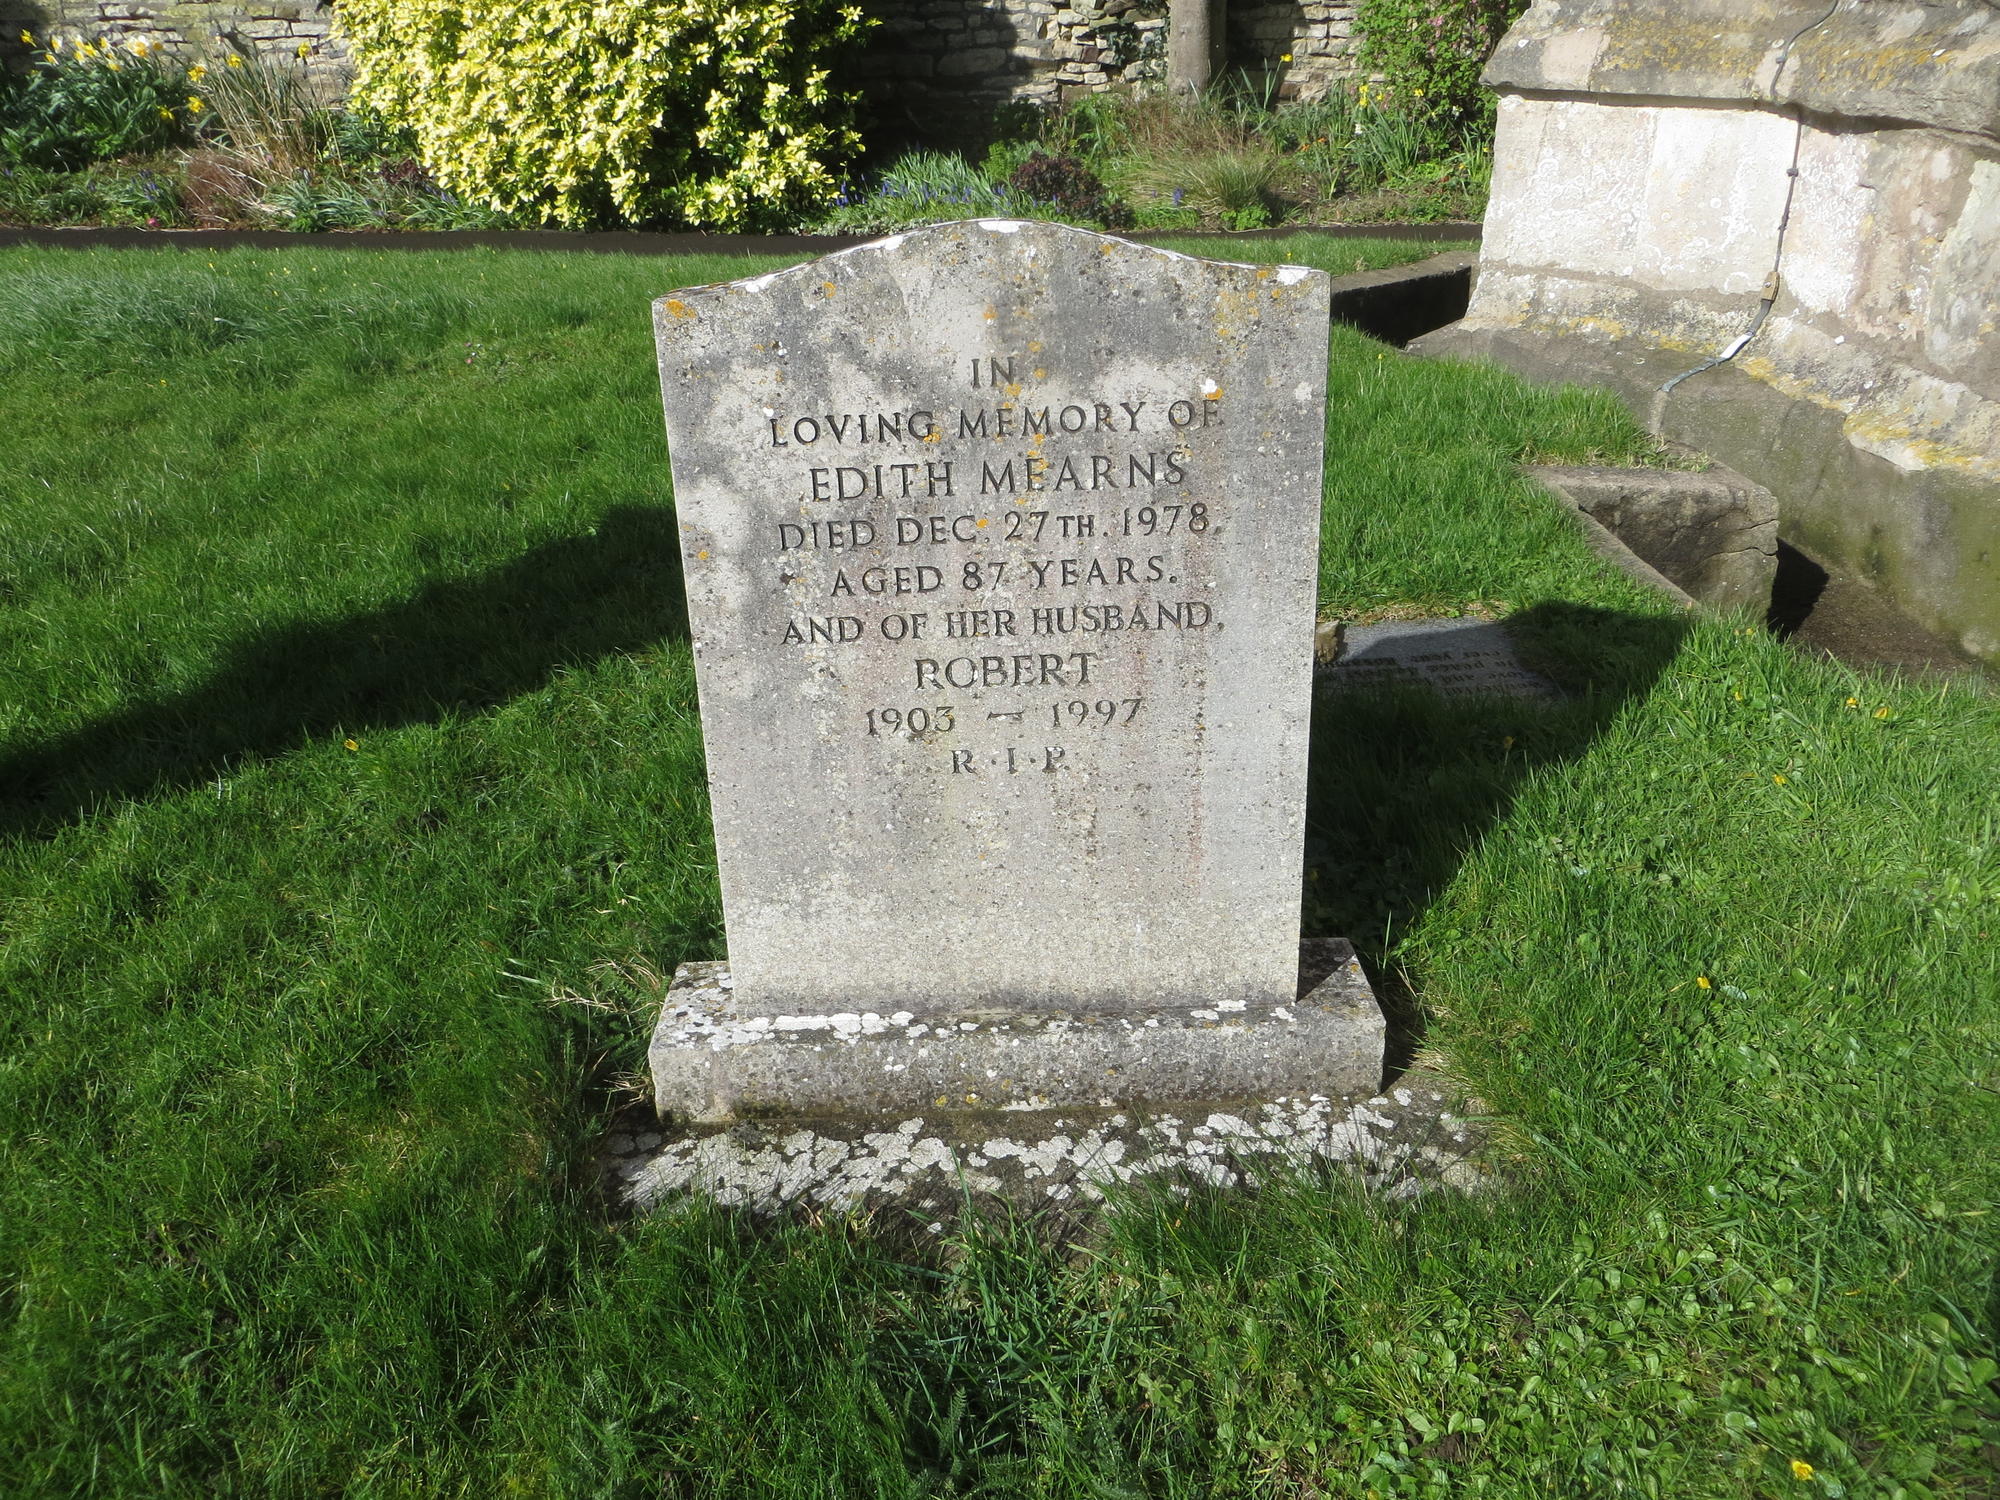 IN
LOVING MEMORY OF
EDITH MEARNS
DIED DEC. 27TH. 1978,
AGED 87 YEARS.
AND OF HER HUSBAND,
ROBERT
1903 – 1997
R·I·P.